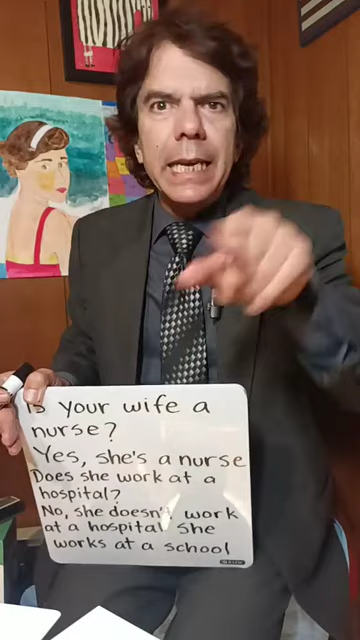 Is your wife a
nurse?
Yes, she's a nurse
Does she work at a
hospital?
No, she doesn't work
at a hospital she
works at a school